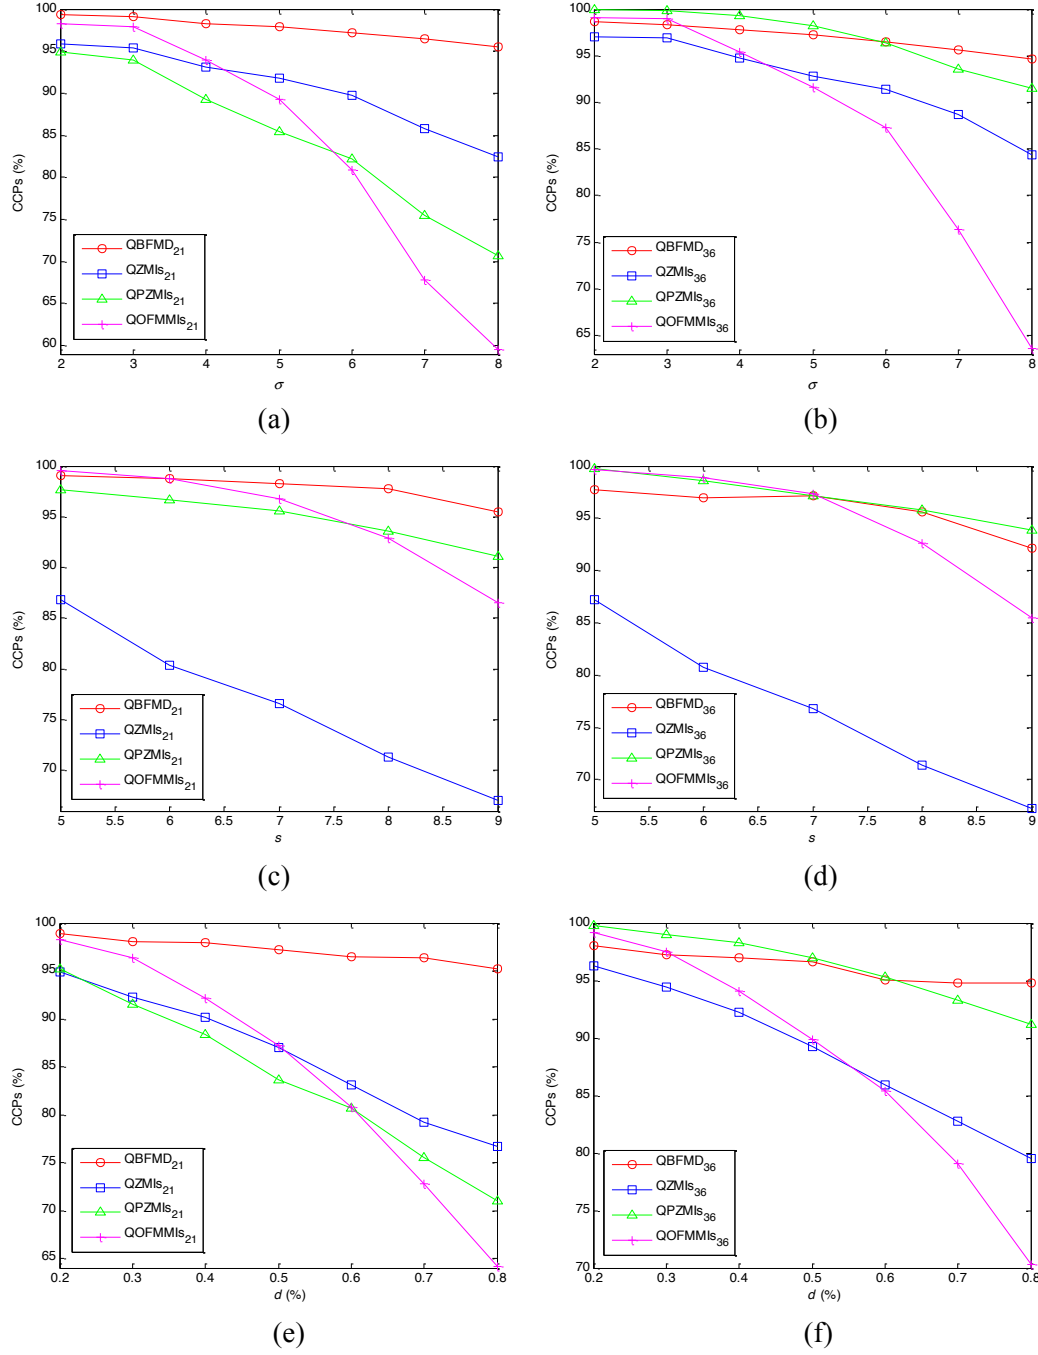 100
95
90
85
80
75
70
65
60
CCPs (%)
QBFMD21
QZMIs21
QPZMIs21
QOFMMIs21
2 3 4 5 6 7 8
σ
(a)
100
95
90
85
80
75
70
65
CCPs (%)
QBFMD36
QZMIs36
QPZMIs36
QOFMMIs36
2 3 4 5 6 7 8
σ
(b)
100
95
90
85
80
75
70
CCPs (%)
QBFMD21
QZMIs21
QPZMIs21
QOFMMIs21
5 5.5 6 6.5 7 7.5 8 8.5 9
s
(c)
100
95
90
85
80
75
70
CCPs (%)
QBFMD36
QZMIs36
QPZMIs36
QOFMMIs36
5 5.5 6 6.5 7 7.5 8 8.5 9
s
(d)
100
95
90
85
80
75
70
65
CCPs (%)
QBFMD21
QZMIs21
QPZMIs21
QOFMMIs21
0.2 0.3 0.4 0.5 0.6 0.7 0.8
d (%)
(e)
100
95
90
85
80
75
70
CCPs (%)
QBFMD36
QZMIs36
QPZMIs36
QOFMMIs36
0.2 0.3 0.4 0.5 0.6 0.7 0.8
d (%)
(f)